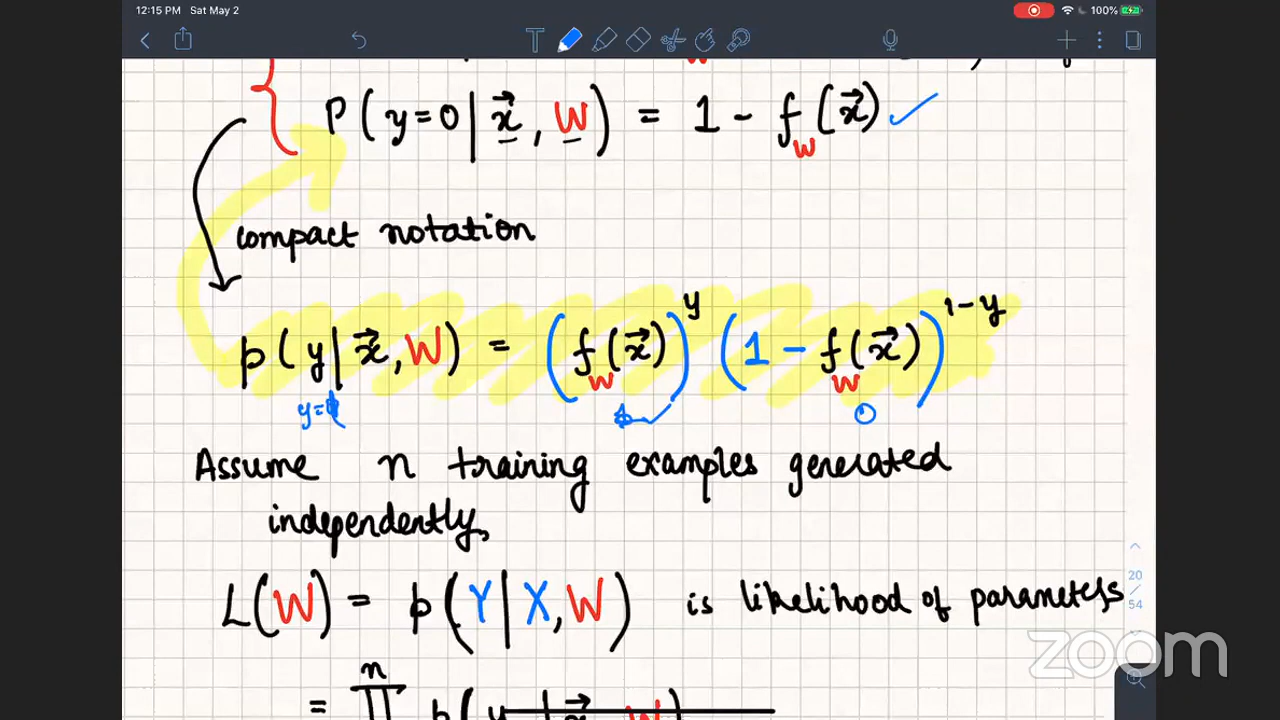 12:15 PM Sat May 2
100%
P(y=0 | x⃗, W) = 1 - f_W(x⃗) ✓
compact notation
p(y | x⃗, W) = (f_W(x⃗))^y (1 - f_W(x⃗))^{1-y}
Assume n training examples generated
independently,
L(W) = p(Y | X, W) is likelihood of parameters
20
54
zoom
n
= ∏ p(y | x⃗ W)